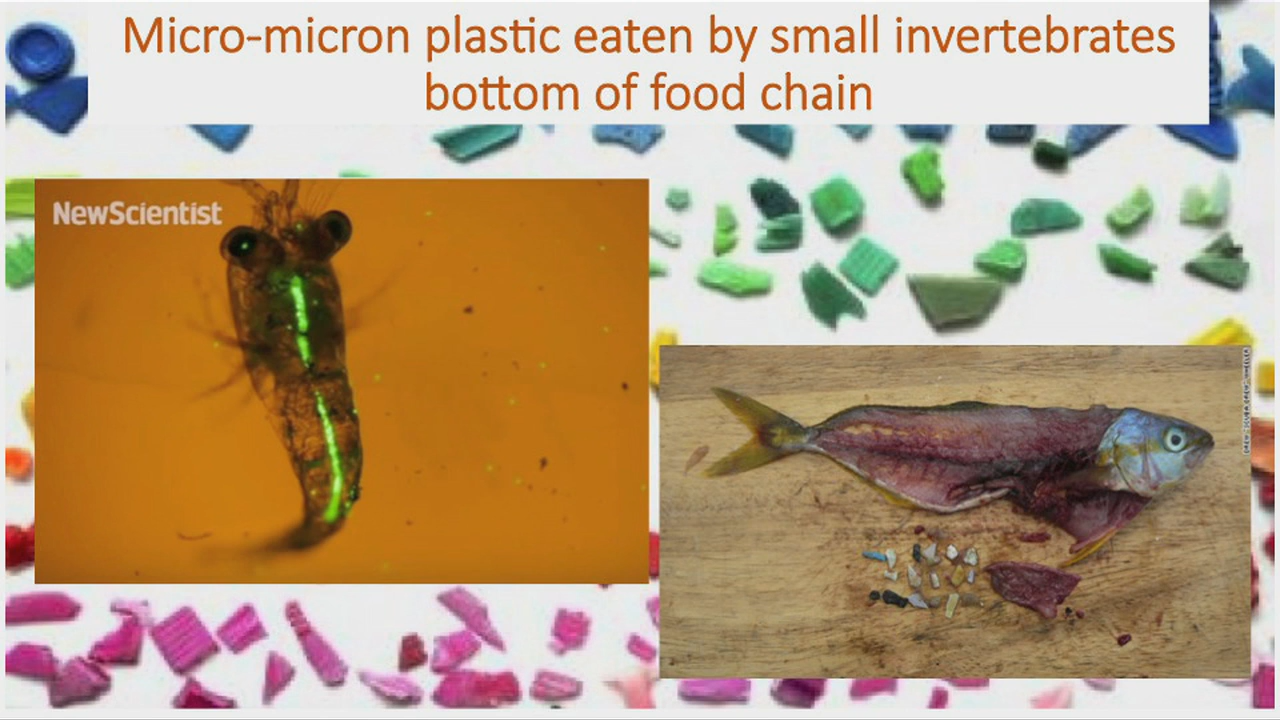 Micro-micron plastic eaten by small invertebrates
bottom of food chain
NewScientist